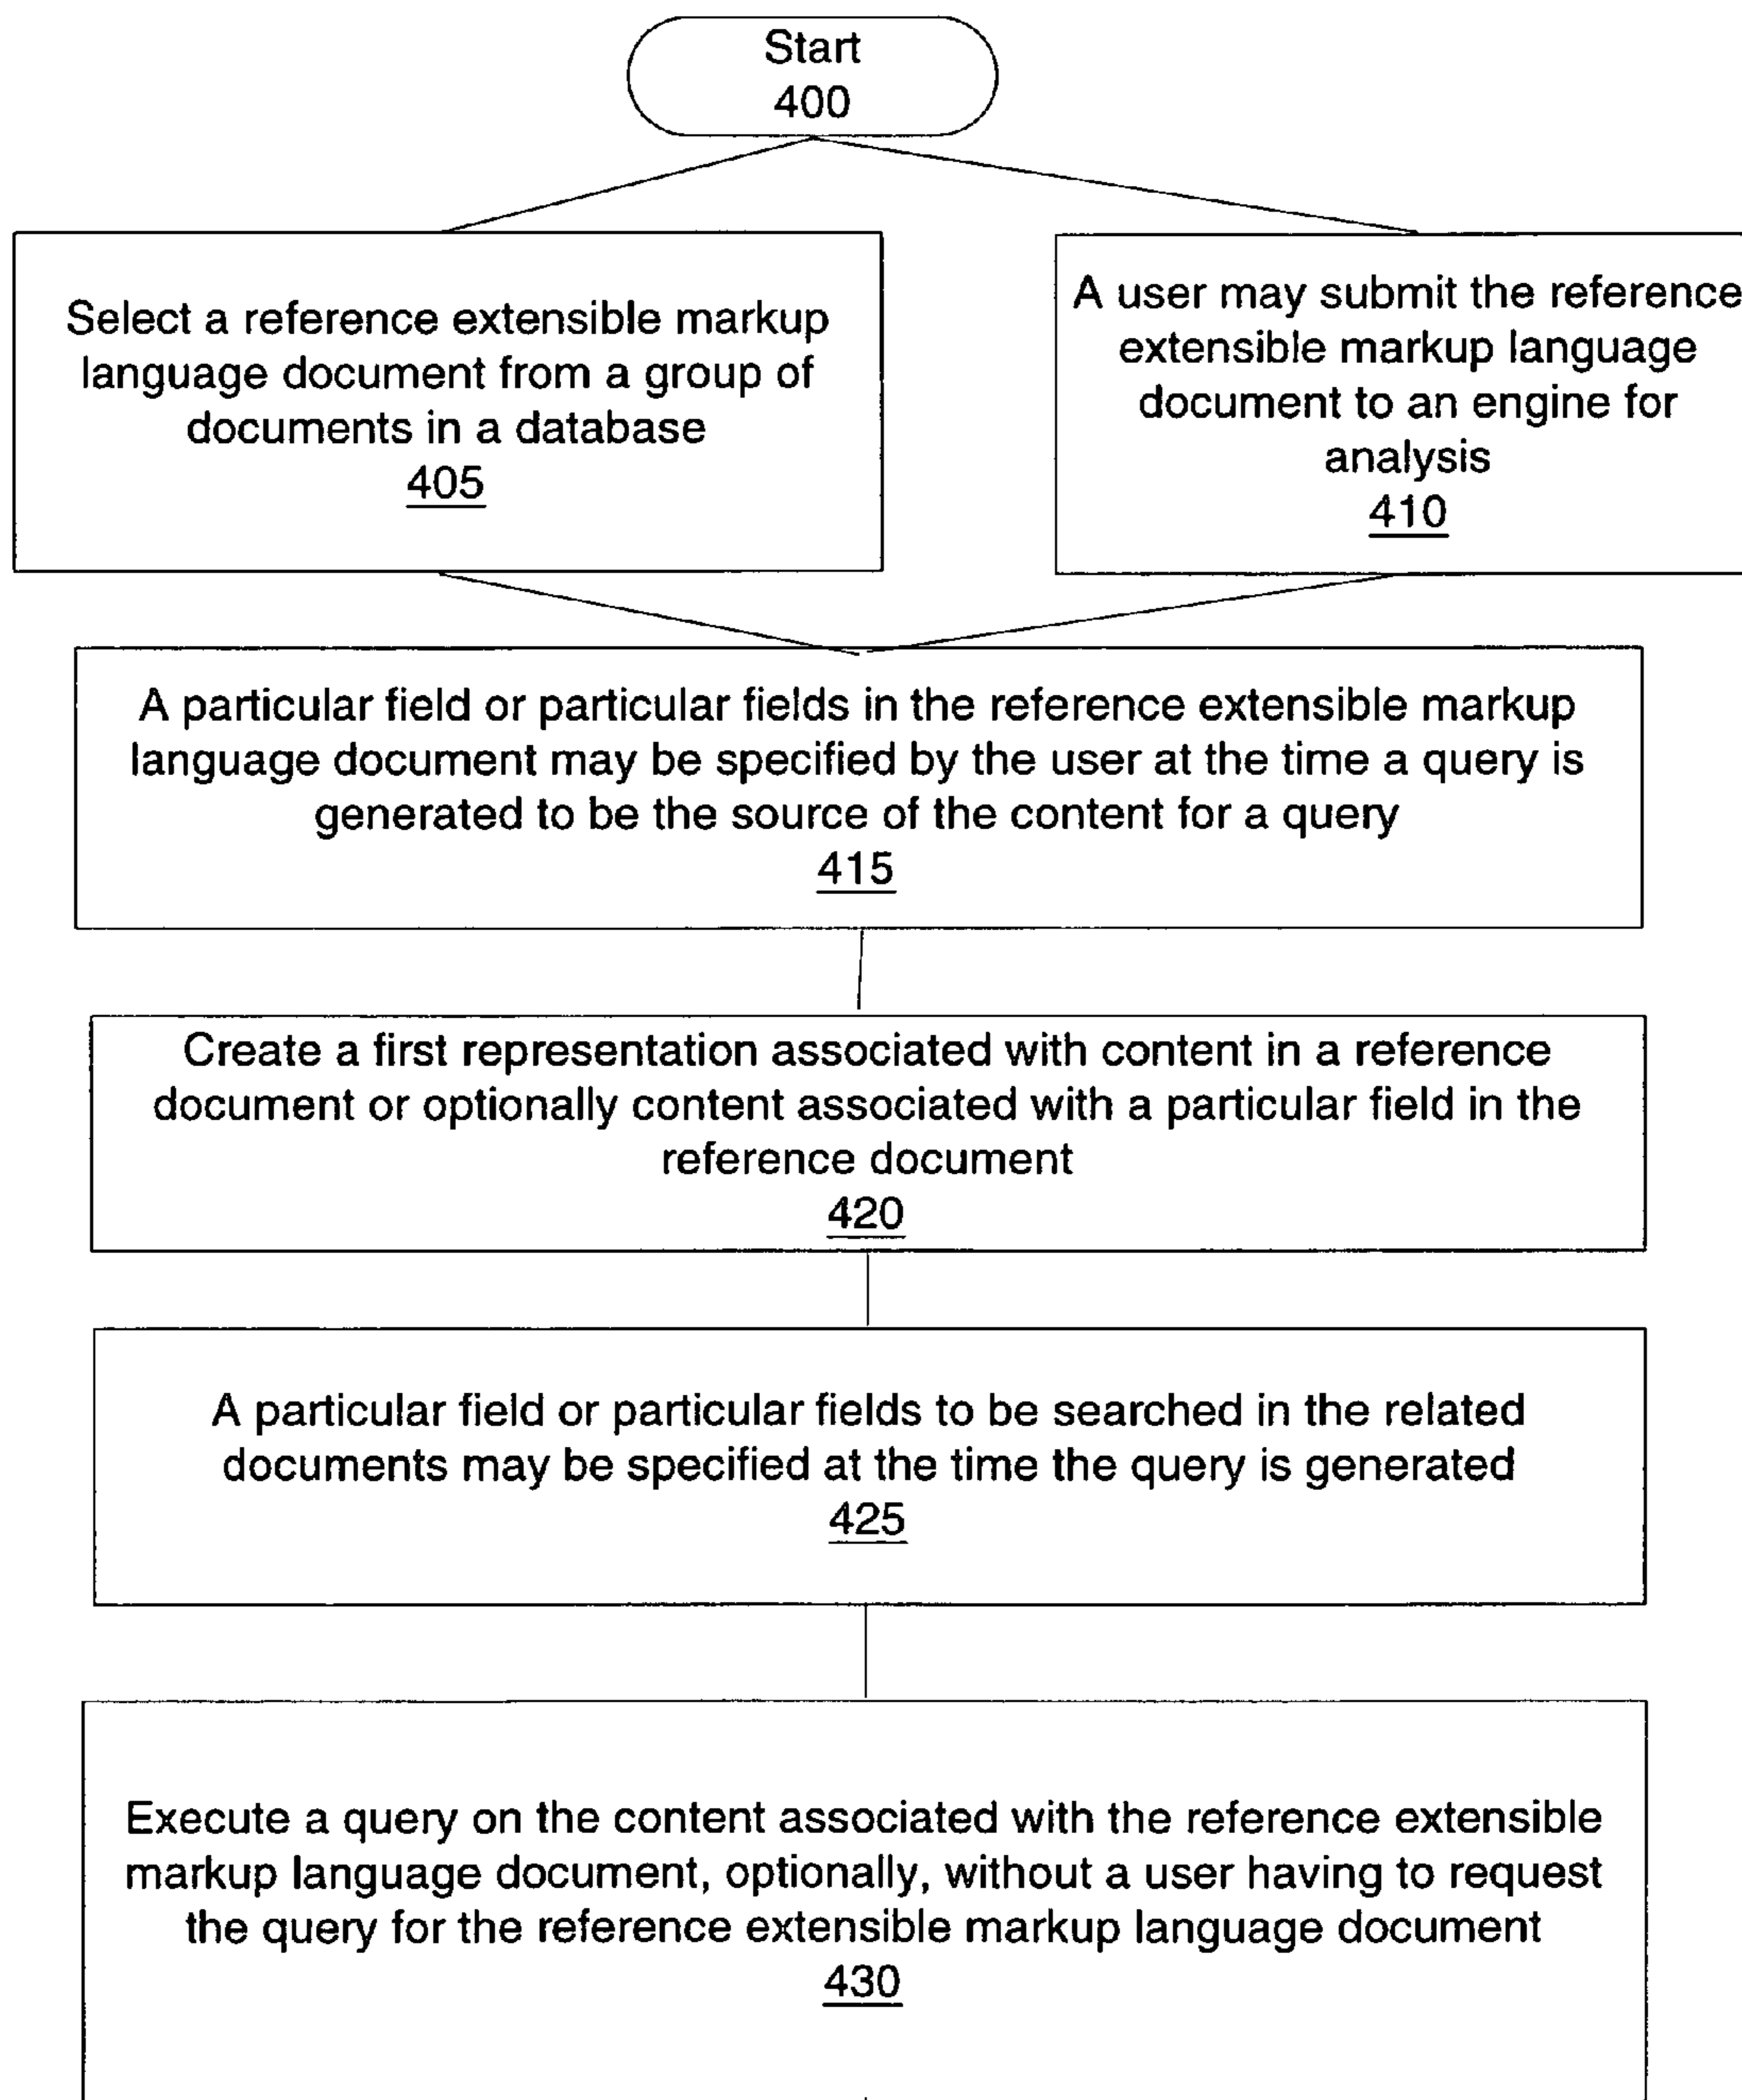 Start
400
Select a reference extensible markup
language document from a group of
documents in a database
405
A user may submit the reference
extensible markup language
document to an engine for
analysis
410
A particular field or particular fields in the reference extensible markup
language document may be specified by the user at the time a query is
generated to be the source of the content for a query
415
Create a first representation associated with content in a reference
document or optionally content associated with a particular field in the
reference document
420
A particular field or particular fields to be searched in the related
documents may be specified at the time the query is generated
425
Execute a query on the content associated with the reference extensible
markup language document, optionally, without a user having to request
the query for the reference extensible markup language document
430